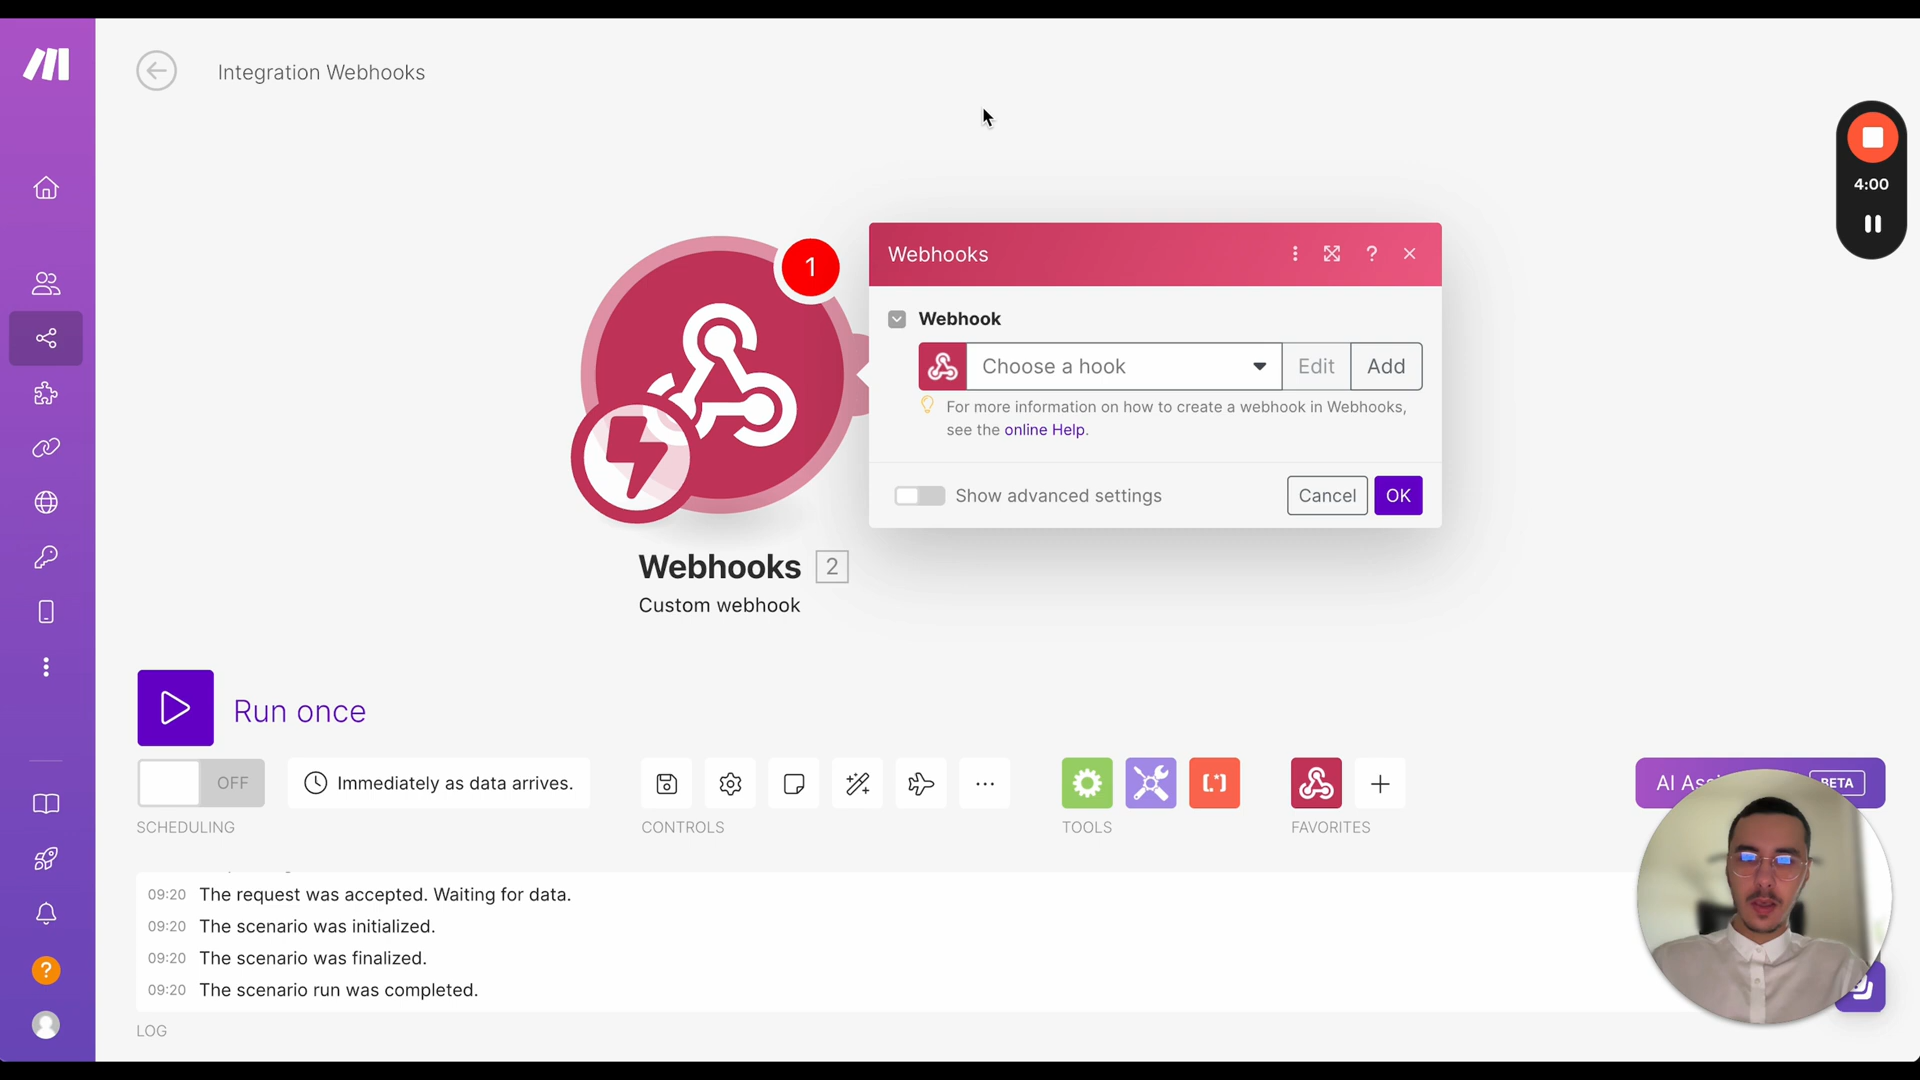 Integration Webhooks
4:00
1
Webhooks
Webhook
Choose a hook
Edit
Add
For more information on how to create a webhook in Webhooks,
see the online Help.
Show advanced settings
Cancel
OK
Webhooks 2
Custom webhook
Run once
OFF
Immediately as data arrives.
SCHEDULING
CONTROLS
TOOLS
FAVORITES
AI
09:20 The request was accepted. Waiting for data.
09:20 The scenario was initialized.
09:20 The scenario was finalized.
09:20 The scenario run was completed.
LOG